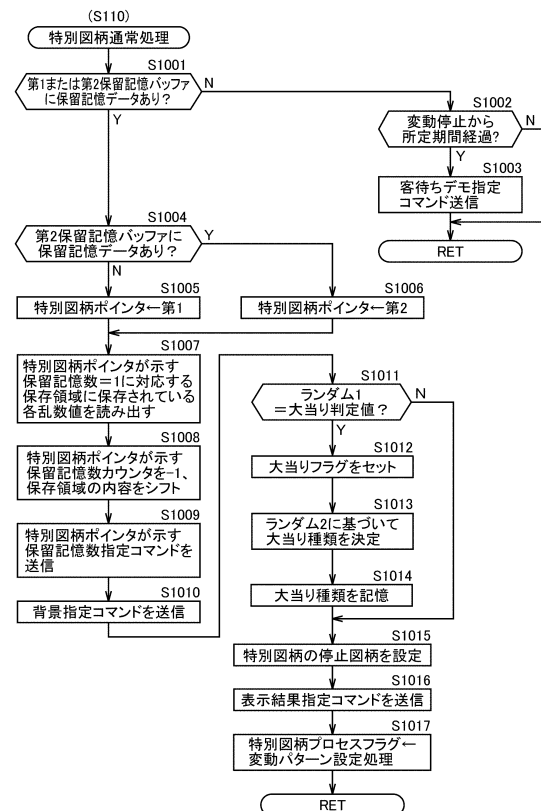 (S110)
特別図柄通常処理
S1001
第1または第2保留記憶バッファ
に保留記憶データあり?
N
Y
S1002
変動停止から
所定期間経過?
N
Y
S1003
客待ちデモ指定
コマンド送信
RET
S1004
第2保留記憶バッファに
保留記憶データあり?
Y
N
S1005
特別図柄ポインタ←第1
S1006
特別図柄ポインタ←第2
S1007
特別図柄ポインタが示す
保留記憶数=1に対応する
保存領域に保存されている
各乱数値を読み出す
S1008
特別図柄ポインタが示す
保留記憶数カウンタを-1、
保存領域の内容をシフト
S1009
特別図柄ポインタが示す
保留記憶数指定コマンドを
送信
S1010
背景指定コマンドを送信
S1011
ランダム1
=大当り判定値?
N
Y
S1012
大当りフラグをセット
S1013
ランダム2に基づいて
大当り種類を決定
S1014
大当り種類を記憶
S1015
特別図柄の停止図柄を設定
S1016
表示結果指定コマンドを送信
S1017
特別図柄プロセスフラグ←
変動パターン設定処理
RET